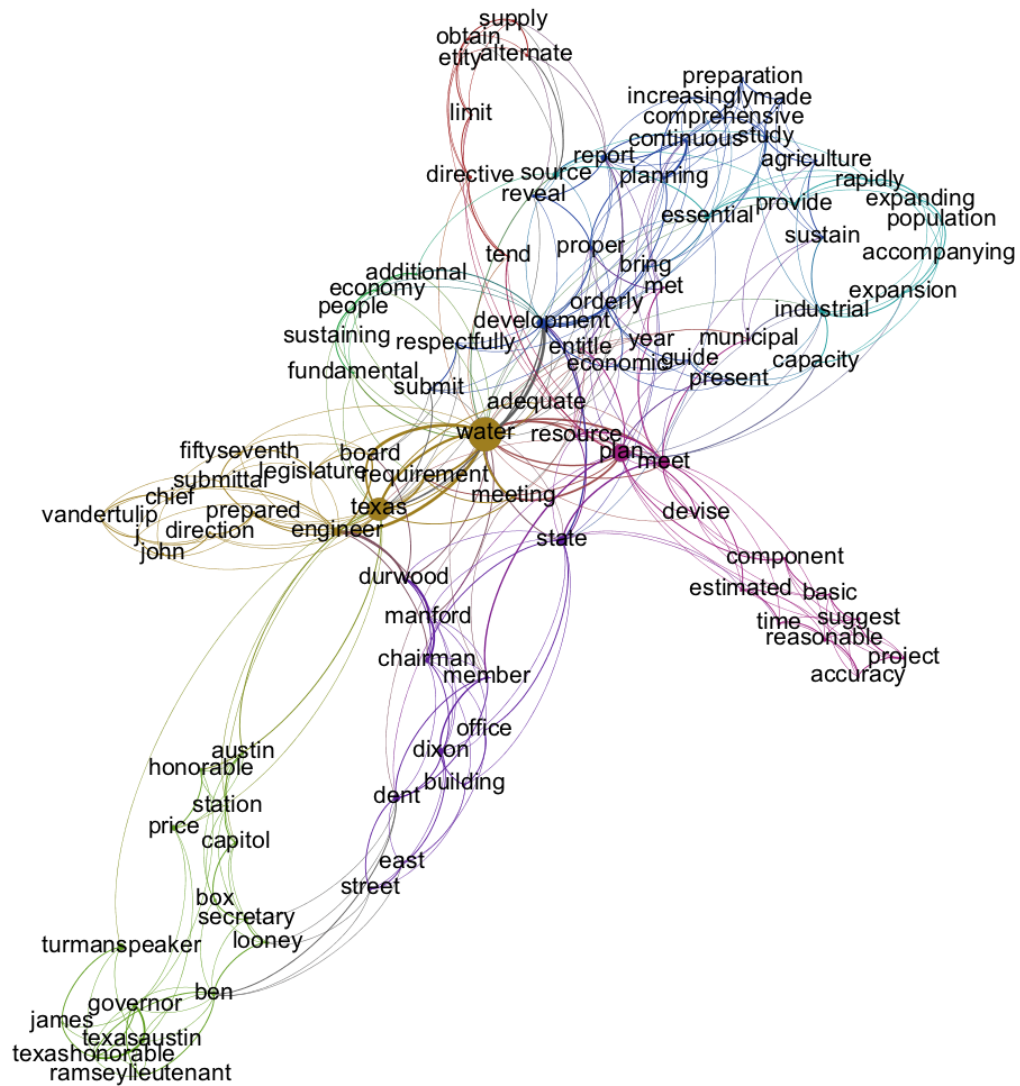 supply
obtain
etity alternate
preparation
increasingly made
limit
comprehensive
continuous study
report
agriculture
directive source planning
rapidly
reveal
provide expanding
essential
population
proper
sustain
tend
accompanying
additional
bring
economy
met
expansion
people
orderly
industrial
development
sustaining respectfully
entitle year municipal
fundamental
economic guide capacity
submit
present
adequate
water resource
fiftyseventh board
plan meet
legislature requirement
submittal
chief
meeting
vandertulip prepared texas
devise
j direction engineer
state
john
component
durwood
estimated basic
manford
time suggest
reasonable
chairman
project
member
accuracy
office
austin dixon
honorable
building
station dent
price
capitol
east
street
box
secretary
turmanspeaker looney
governor ben
james
texasaustin
texashonorable
ramseylieutenant